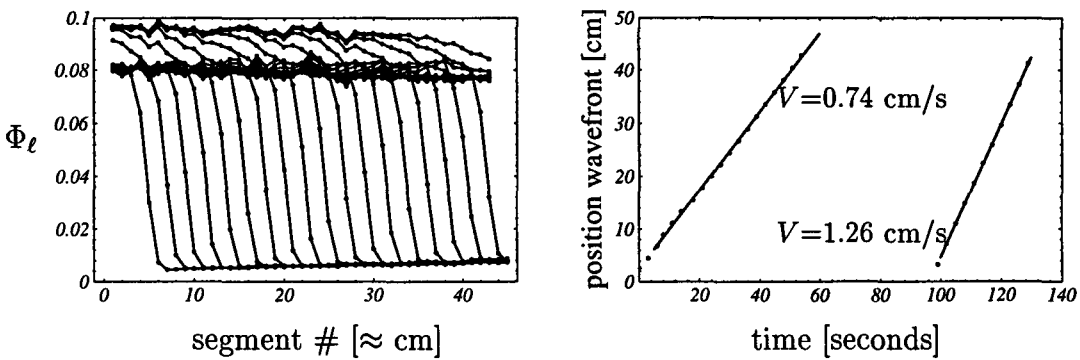 0.1
0.08
0.06
0.04
0.02
0
Φℓ
0 10 20 30 40
segment # [≈ cm]
50
40
30
20
10
0
position wavefront [cm]
V=0.74 cm/s
V=1.26 cm/s
20 40 60 80 100 120 140
time [seconds]